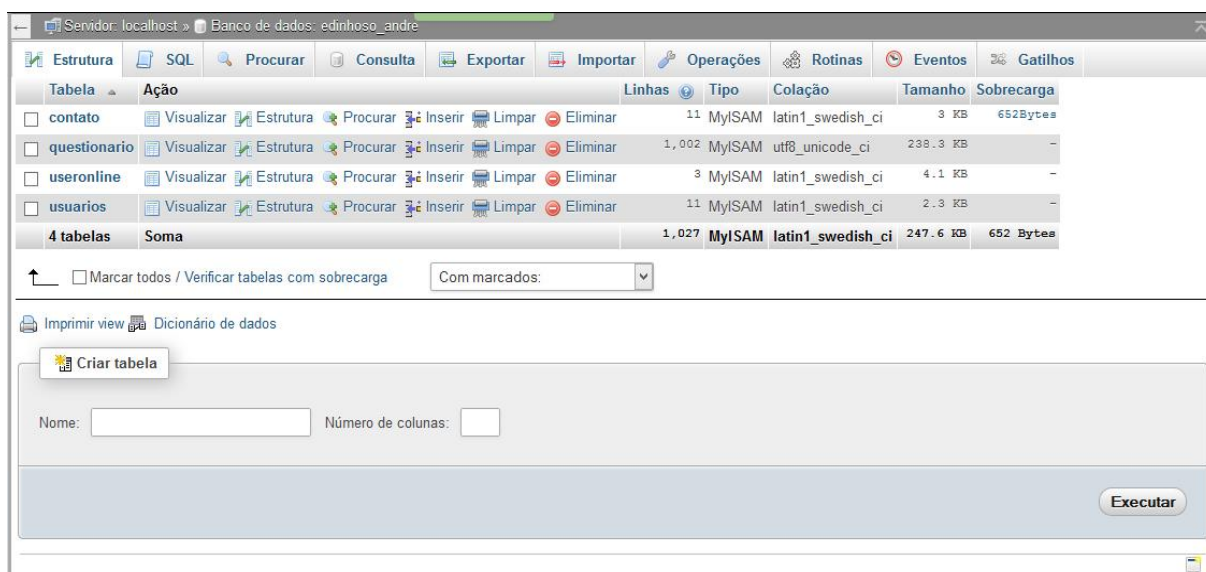 Servidor: localhost » Banco de dados: edinhoso_andre
Estrutura SQL Procurar Consulta Exportar Importar Operações Rotinas Eventos Gatilhos
Tabela Ação Linhas Tipo Colação Tamanho Sobrecarga
contato Visualizar Estrutura Procurar Inserir Limpar Eliminar 11 MyISAM latin1_swedish_ci 3 KB 652Bytes
questionario Visualizar Estrutura Procurar Inserir Limpar Eliminar 1,002 MyISAM utf8_unicode_ci 238.3 KB -
useronline Visualizar Estrutura Procurar Inserir Limpar Eliminar 3 MyISAM latin1_swedish_ci 4.1 KB -
usuarios Visualizar Estrutura Procurar Inserir Limpar Eliminar 11 MyISAM latin1_swedish_ci 2.3 KB -
4 tabelas Soma 1,027 MyISAM latin1_swedish_ci 247.6 KB 652 Bytes
Marcar todos / Verificar tabelas com sobrecarga Com marcados:
Imprimir view Dicionário de dados
Criar tabela
Nome: Número de colunas:
Executar